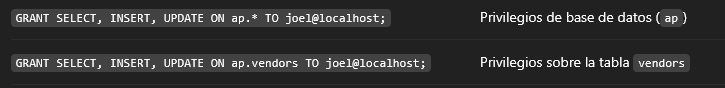 GRANT SELECT, INSERT, UPDATE ON ap.* TO joel@localhost; Privilegios de base de datos (ap)
GRANT SELECT, INSERT, UPDATE ON ap.vendors TO joel@localhost; Privilegios sobre la tabla vendors